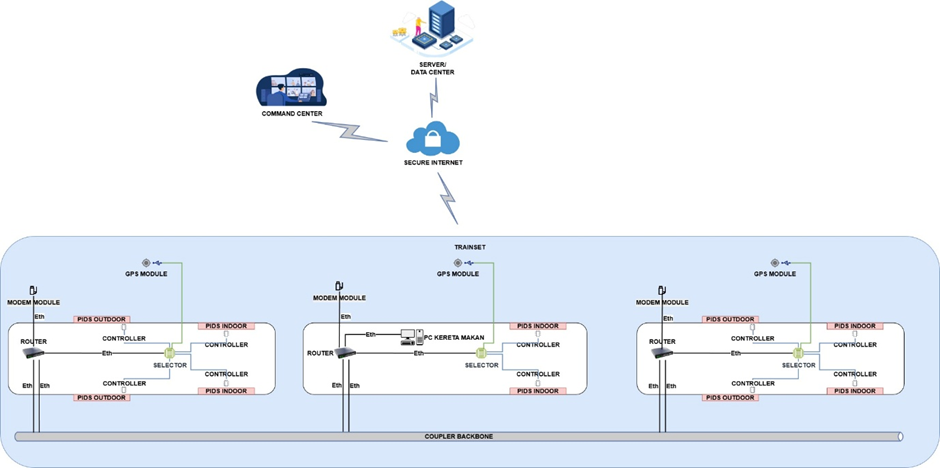 SERVER/
DATA CENTER
COMMAND CENTER
SECURE INTERNET
TRAINSET
GPS MODULE
GPS MODULE
GPS MODULE
MODEM MODULE
MODEM MODULE
MODEM MODULE
Eth
Eth
Eth
PIDS OUTDOOR
PIDS INDOOR
PIDS INDOOR
PIDS OUTDOOR
PIDS INDOOR
ROUTER
CONTROLLER
CONTROLLER
Eth
PC KERETA MAKAN
CONTROLLER
ROUTER
CONTROLLER
CONTROLLER
Eth
ROUTER
Eth
Eth
SELECTOR
SELECTOR
SELECTOR
CONTROLLER
CONTROLLER
CONTROLLER
CONTROLLER
CONTROLLER
Eth
Eth
Eth
Eth
Eth
Eth
PIDS OUTDOOR
PIDS INDOOR
PIDS INDOOR
PIDS OUTDOOR
PIDS INDOOR
COUPLER BACKBONE